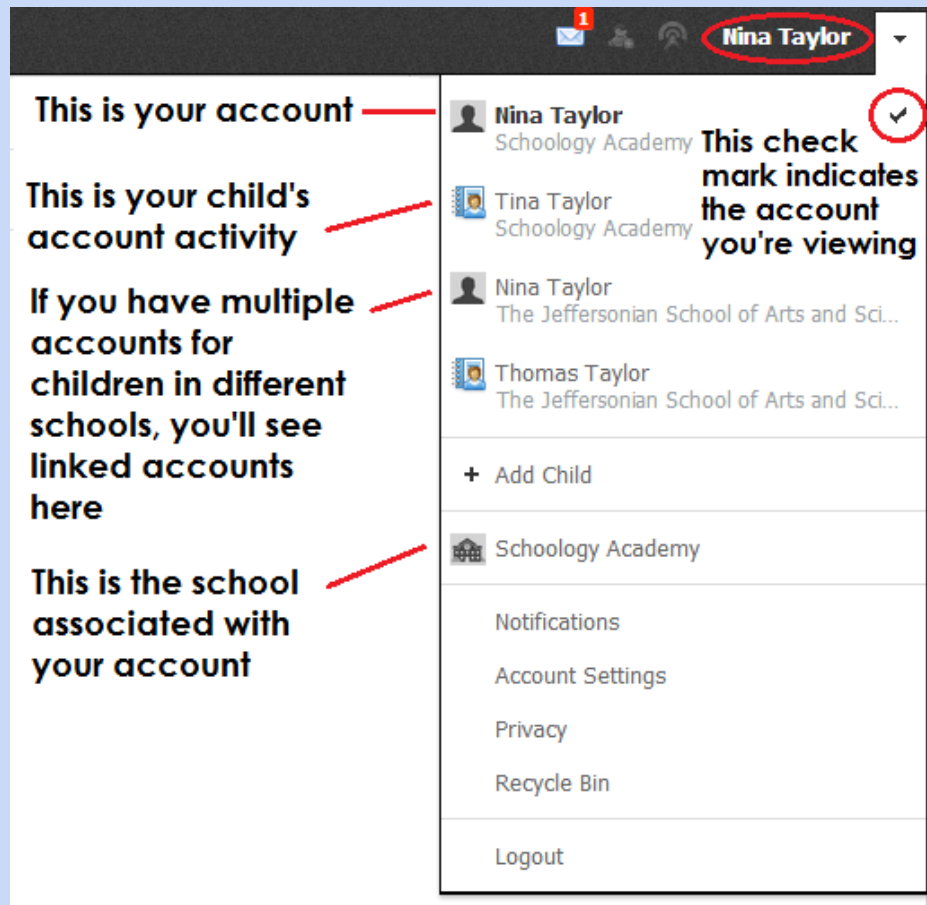 1
Nina Taylor
This is your account
Nina Taylor
Schoology Academy
This check
mark indicates
the account
you're viewing
This is your child's
account activity
Tina Taylor
Schoology Academy
If you have multiple
accounts for
children in different
schools, you'll see
linked accounts
here
Nina Taylor
The Jeffersonian School of Arts and Sci...
Thomas Taylor
The Jeffersonian School of Arts and Sci...
+ Add Child
This is the school
associated with
your account
Schoology Academy
Notifications
Account Settings
Privacy
Recycle Bin
Logout